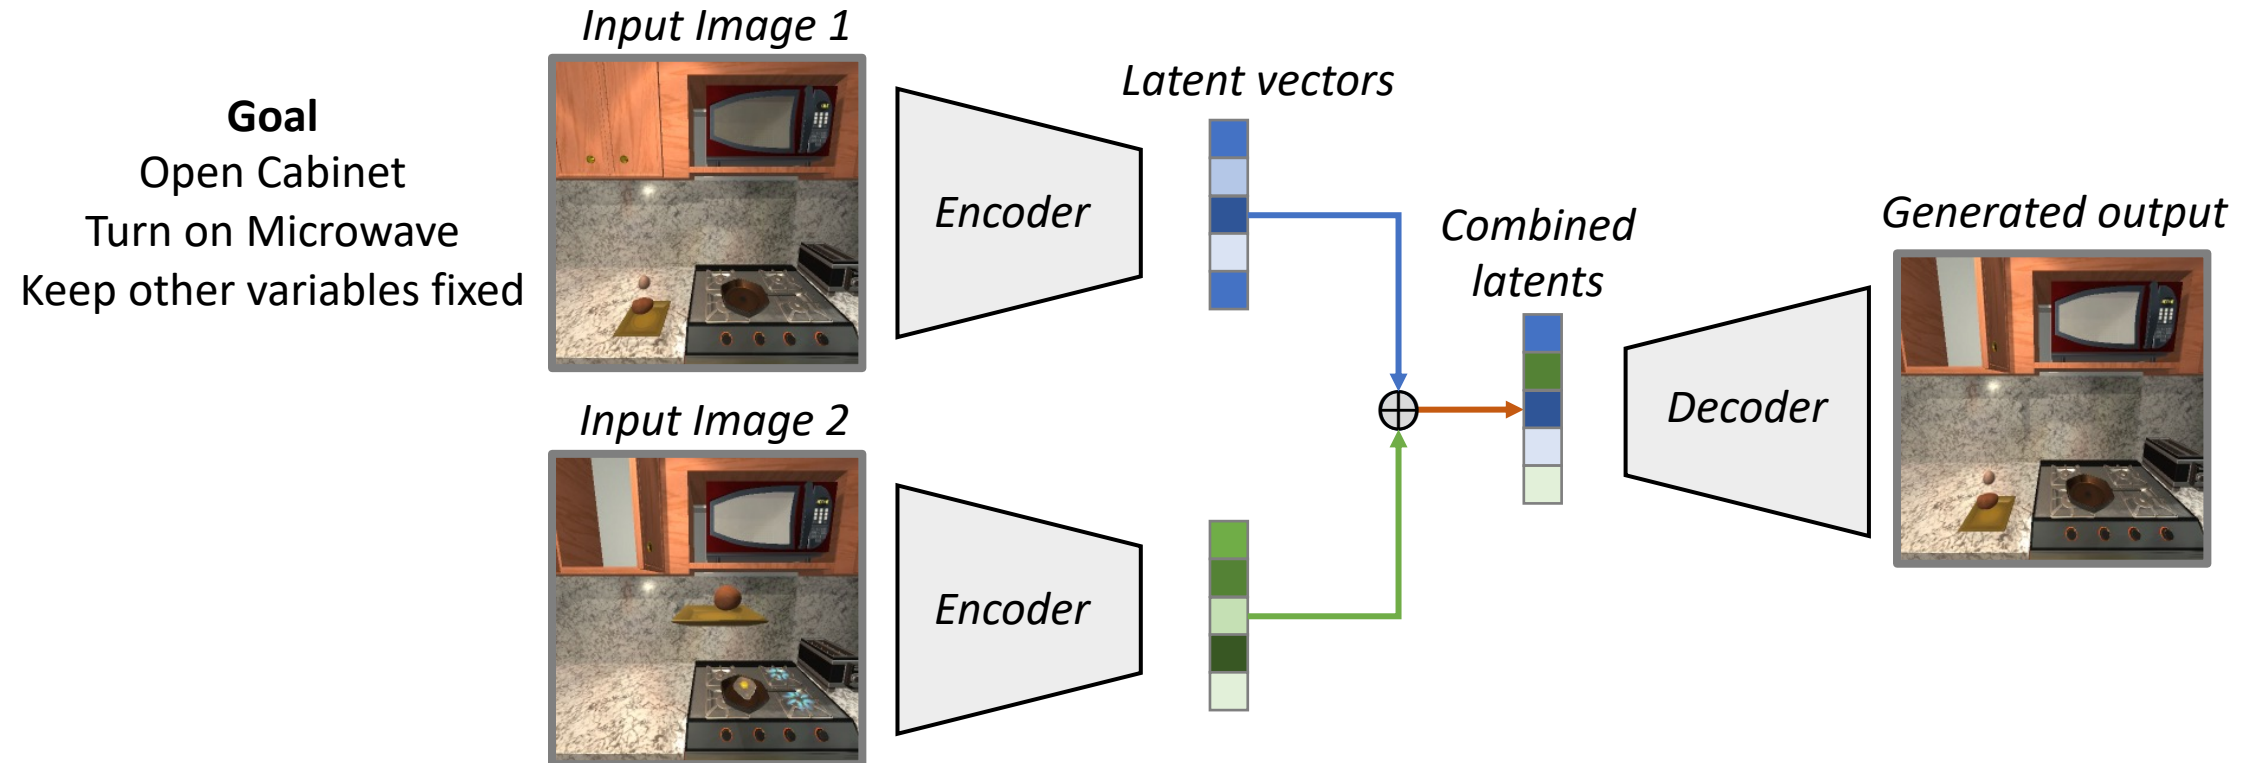 Goal
Open Cabinet
Turn on Microwave
Keep other variables fixed
Input Image 1
Encoder
Latent vectors
Input Image 2
Encoder
Combined
latents
Decoder
Generated output